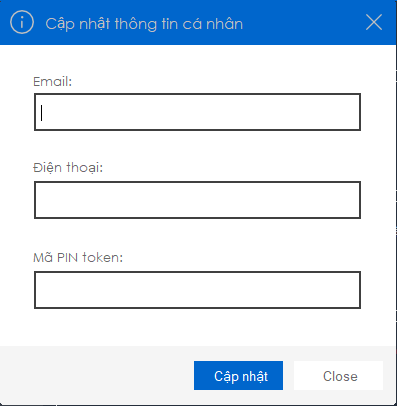 Cập nhật thông tin cá nhân
Email:
Điện thoại:
Mã PIN token:
Cập nhật
Close